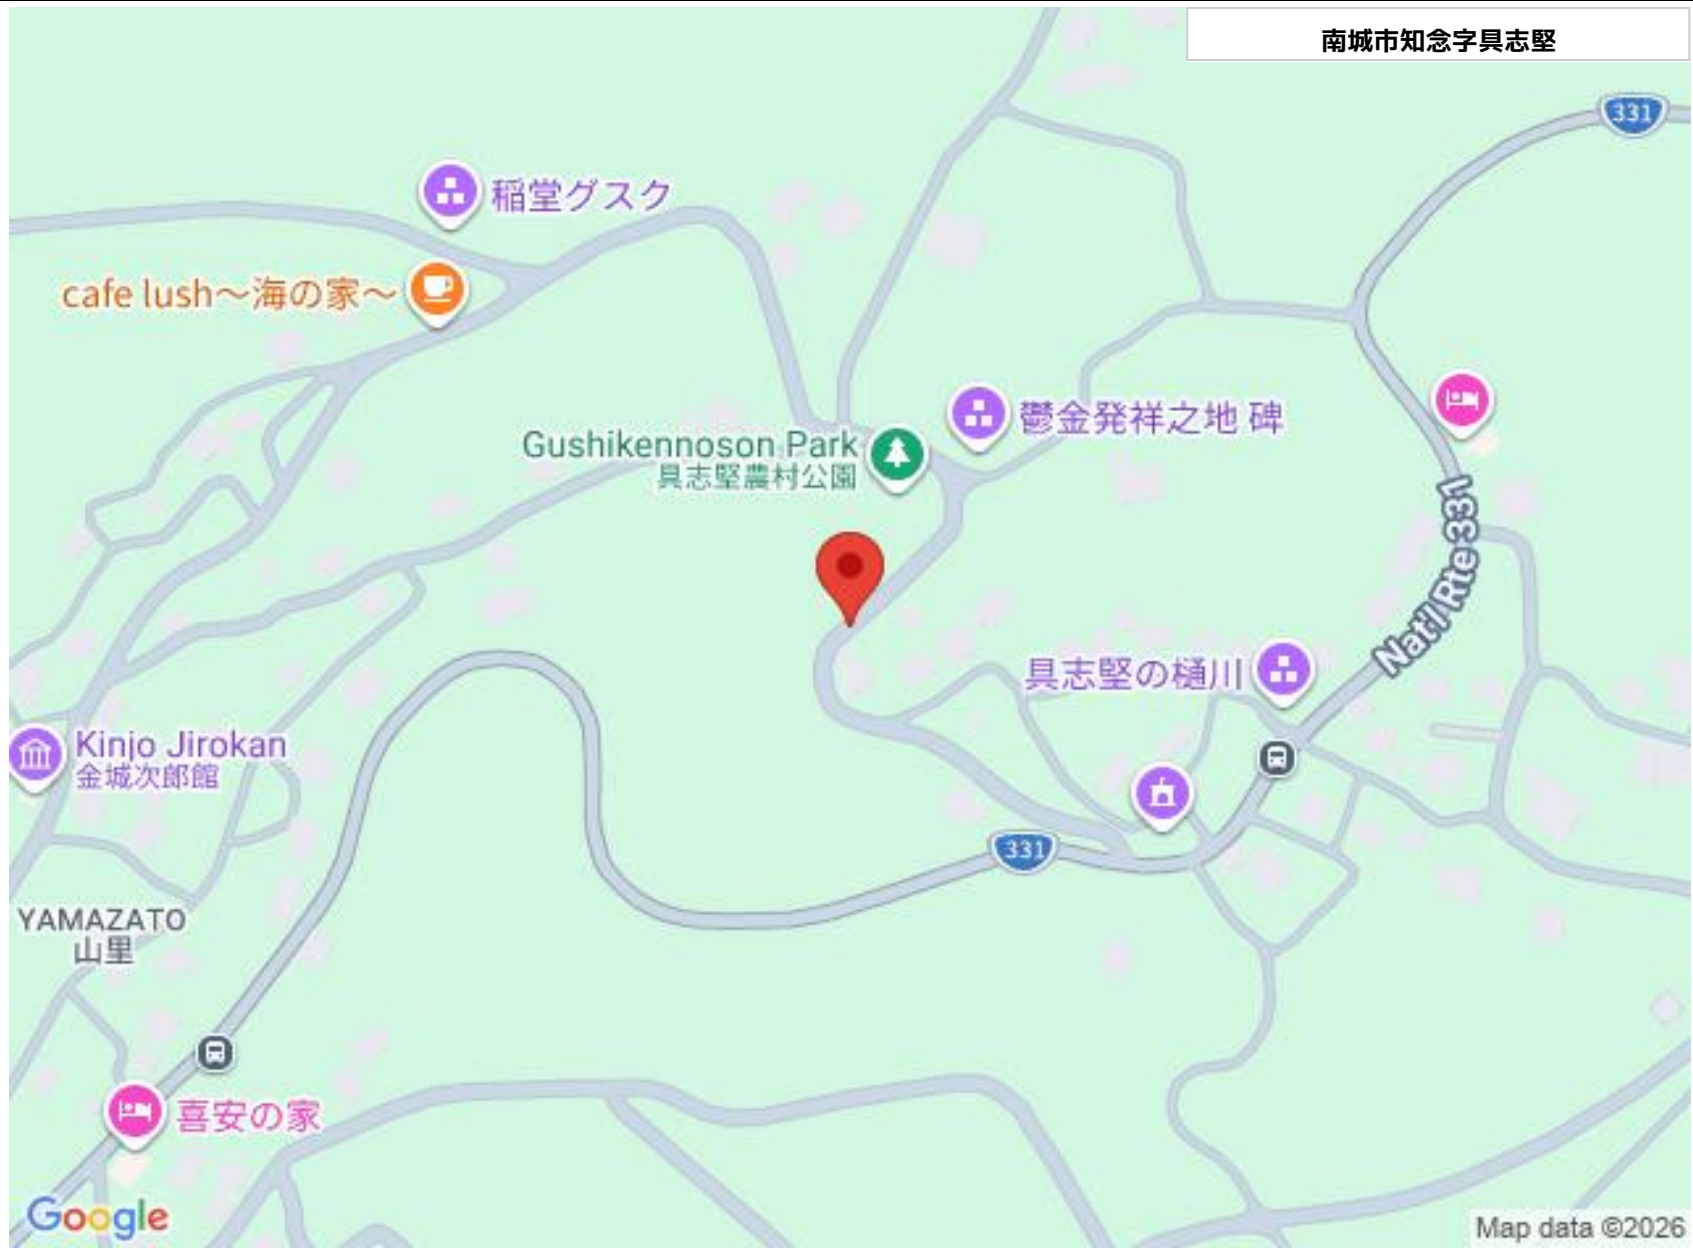 南城市知念字具志堅
331
稲堂グスク
cafe lush～海の家～
鬱金発祥之地 碑
Gushikennoson Park
具志堅農村公園
Nat'l Rte 331
具志堅の樋川
Kinjo Jirokan
金城次郎館
331
YAMAZATO
山里
喜安の家
Google
Map data ©2026